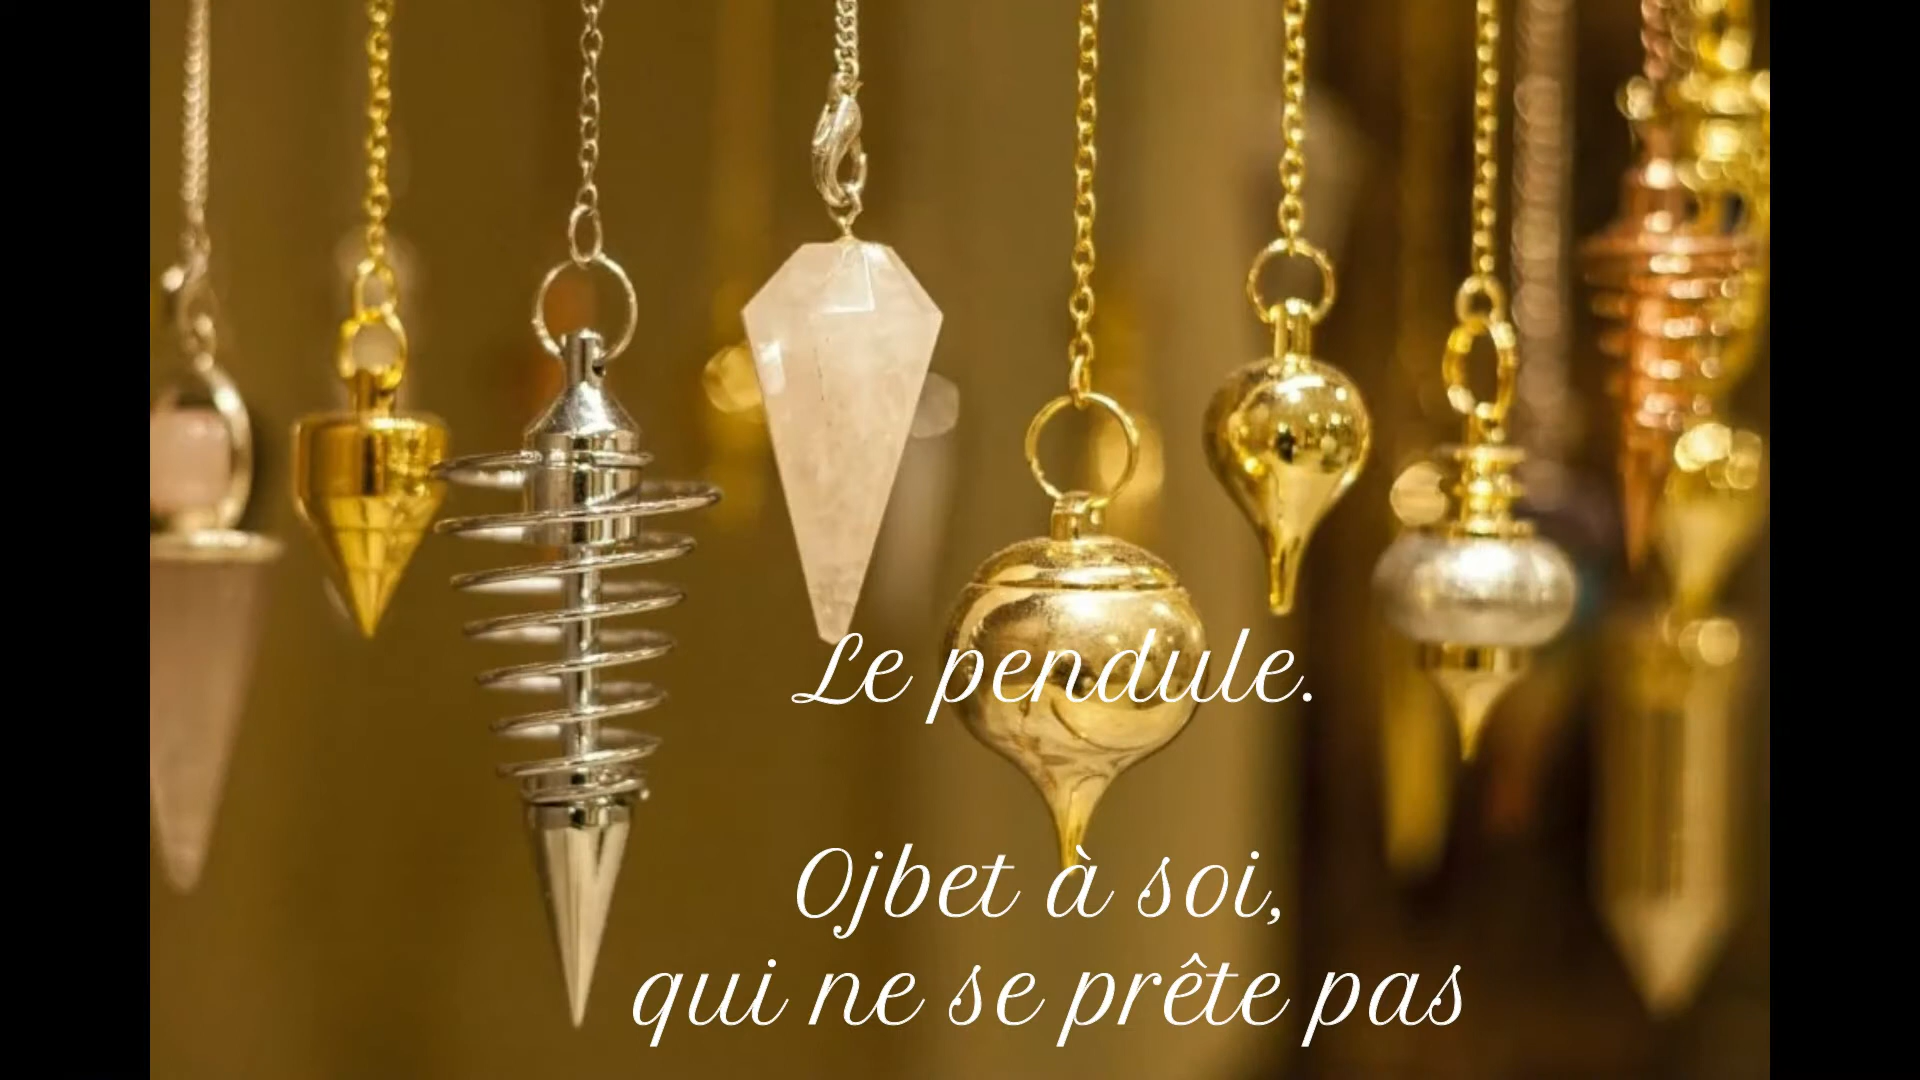 Le pendule.
Ojbet à soi,
qui ne se prête pas